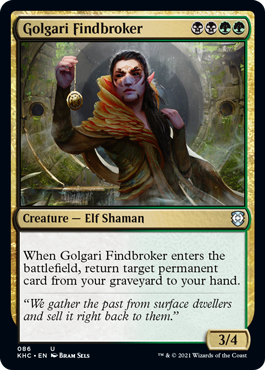 Golgari Findbroker
Creature — Elf Shaman
When Golgari Findbroker enters the
battlefield, return target permanent
card from your graveyard to your hand.
“We gather the past from surface dwellers
and sell it right back to them.”
3/4
086 U
KHC • EN BRAM SELS
™ & © 2021 Wizards of the Coast